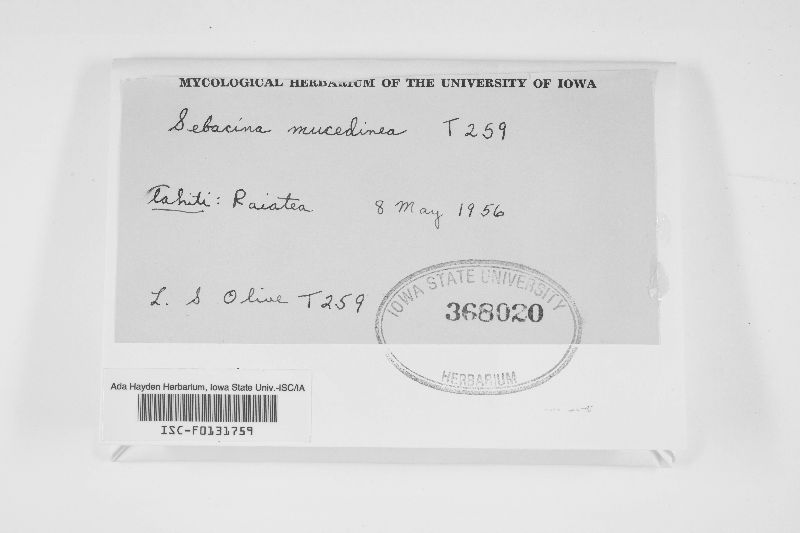 MYCOLOGICAL HERBARIUM OF THE UNIVERSITY OF IOWA
Sebacina mucedinea T 259
Tahiti: Raiatea 8 May 1956
L. S Olive T259
IOWA STATE UNIVERSITY
368020
HERBARIUM
Ada Hayden Herbarium, Iowa State Univ.-ISC/IA
ISC-F0131759